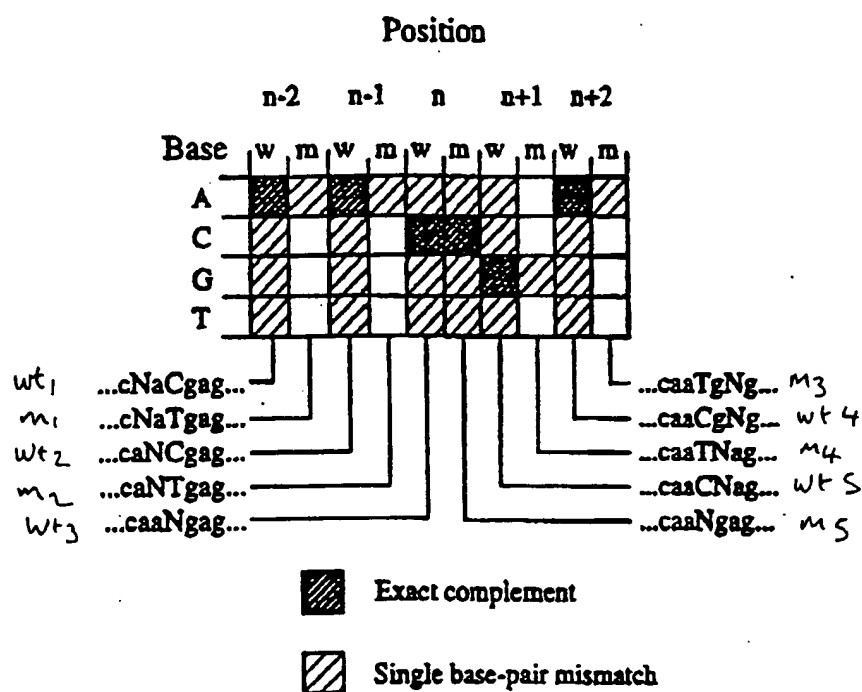 Position
n-2 n-1 n n+1 n+2
Base w m w m w m w m w m
A
C
G
T
wt1 ...cNaCgag...
m1 ...cNaTgag...
wt2 ...caNCgag...
m2 ...caNTgag...
wt3 ...caaNgag...
...caaTgNg... m3
...caaCgNg... wt4
...caaTNag... m4
...caaCNag... wt5
...caaNgag... m5
Exact complement
Single base-pair mismatch